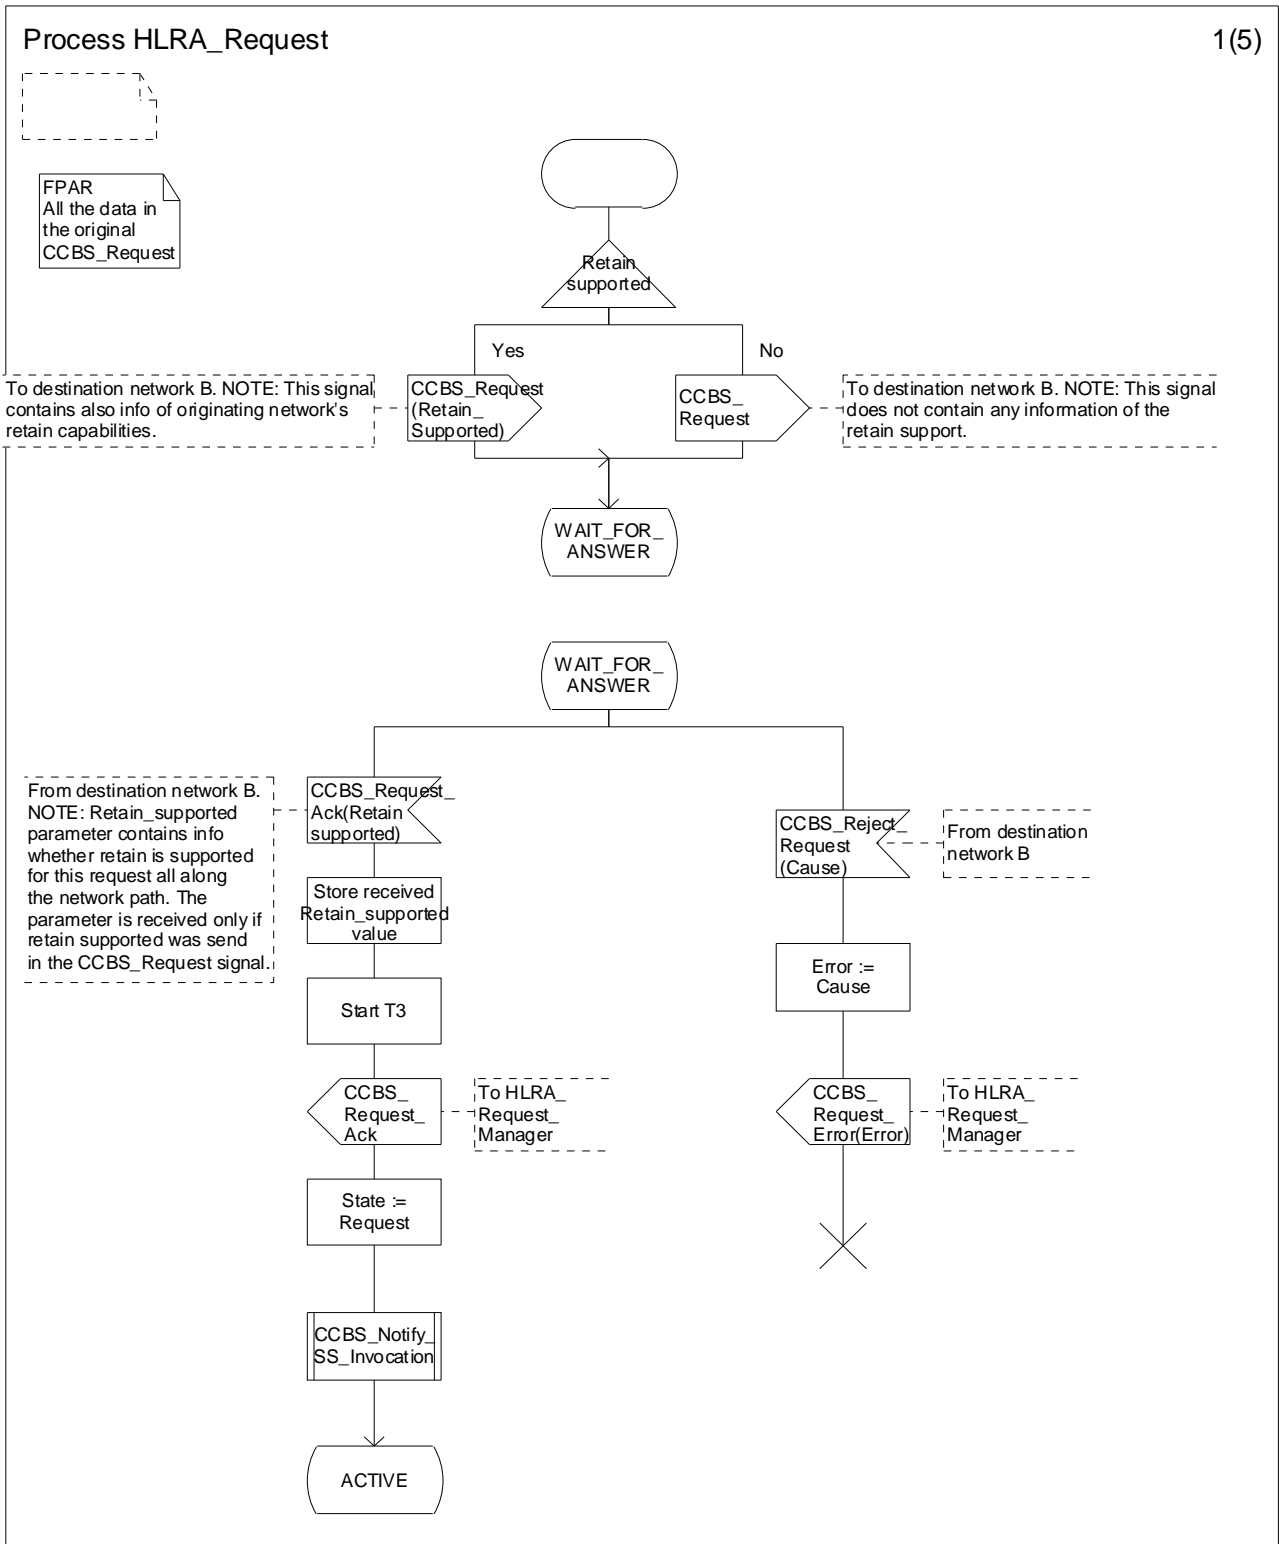 Process HLRA_Request
1(5)
FPAR
All the data in
the original
CCBS_Request
Retain
supported
Yes
No
To destination network B. NOTE: This signal
contains also info of originating network's
retain capabilities.
CCBS_Request
(Retain_
Supported)
CCBS_
Request
To destination network B. NOTE: This signal
does not contain any information of the
retain support.
WAIT_FOR_
ANSWER
WAIT_FOR_
ANSWER
From destination network B.
NOTE: Retain_supported
parameter contains info
whether retain is supported
for this request all along
the network path. The
parameter is received only if
retain supported was send
in the CCBS_Request signal.
CCBS_Request_
Ack(Retain
supported)
CCBS_Reject_
Request
(Cause)
From destination
network B
Store received
Retain_supported
value
Error :=
Cause
Start T3
CCBS_
Request_
Ack
To HLRA_
Request_
Manager
CCBS_
Request_
Error(Error)
To HLRA_
Request_
Manager
State :=
Request
CCBS_Notify_
SS_Invocation
ACTIVE